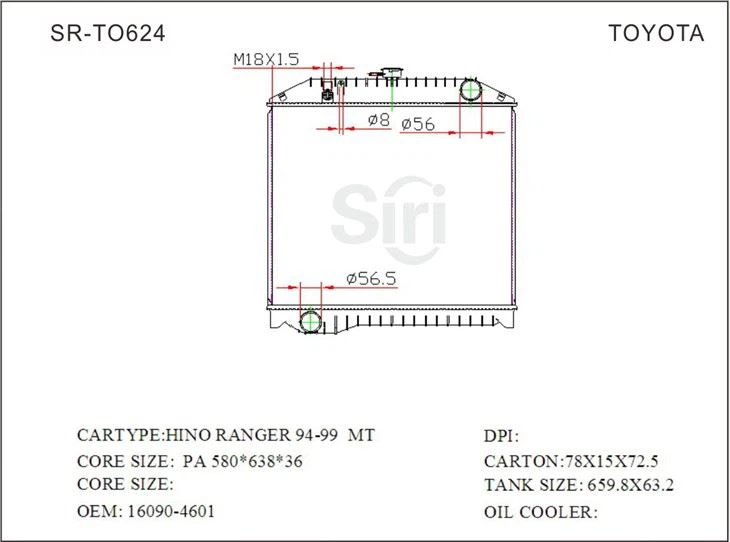 SR-TO624 TOYOTA
M18X1.5
ø8 ø56
Siri
ø56.5
CARTYPE:HINO RANGER 94-99 MT DPI:
CORE SIZE: PA 580*638*36 CARTON:78X15X72.5
CORE SIZE: TANK SIZE: 659.8X63.2
OEM: 16090-4601 OIL COOLER: